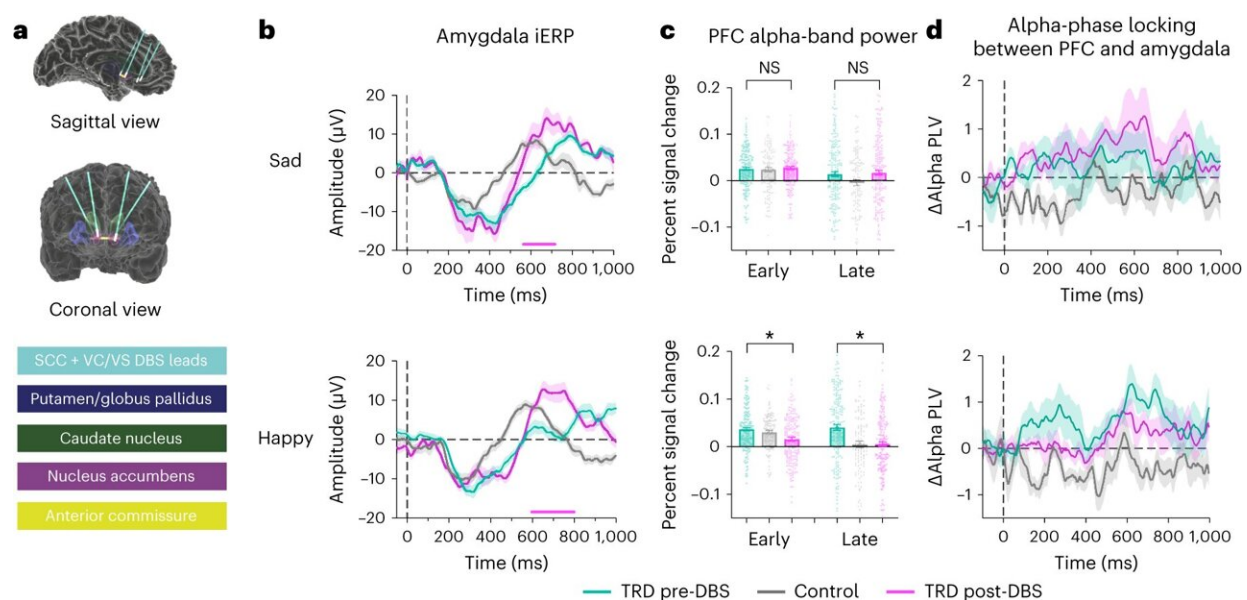 a
Sagittal view
Coronal view
SCC + VC/VS DBS leads
Putamen/globus pallidus
Caudate nucleus
Nucleus accumbens
Anterior commissure
b
Amygdala iERP
Sad
Amplitude (µV)
20
10
0
−10
−20
0 200 400 600 800 1,000
Time (ms)
Happy
Amplitude (µV)
20
10
0
−10
−20
0 200 400 600 800 1,000
Time (ms)
c
PFC alpha-band power
Percent signal change
0.2
0.1
0
−0.1
NS NS
Early Late
Percent signal change
0.2
0.1
0
−0.1
* *
Early Late
d
Alpha-phase locking
between PFC and amygdala
ΔAlpha PLV
2
1
0
−1
0 200 400 600 800 1,000
Time (ms)
ΔAlpha PLV
2
1
0
−1
0 200 400 600 800 1,000
Time (ms)
TRD pre-DBS Control TRD post-DBS